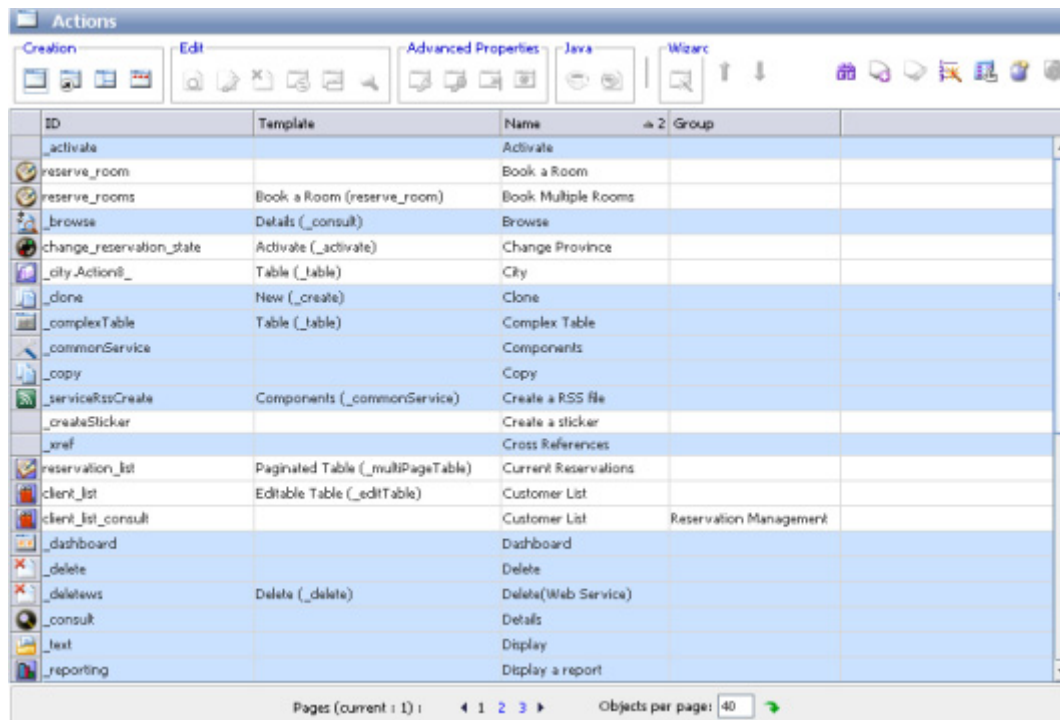 Actions
Creation Edit Advanced Properties Java Wizarc
ID Template Name 2 Group
_activate Activate
reserve_room Book a Room
reserve_rooms Book a Room (reserve_room) Book Multiple Rooms
_browse Details (_consult) Browse
change_reservation_state Activate (_activate) Change Province
_city.Action8_ Table (_table) City
_clone New (_create) Clone
_complexTable Table (_table) Complex Table
_commonService Components
_copy Copy
_serviceRssCreate Components (_commonService) Create a RSS file
_createSticker Create a sticker
_xref Cross References
reservation_list Paginated Table (_multiPageTable) Current Reservations
client_list Editable Table (_editTable) Customer List
client_list_consult Customer List Reservation Management
_dashboard Dashboard
_delete Delete
_deletews Delete (_delete) Delete(Web Service)
_consult Details
_text Display
_reporting Display a report
Pages (current : 1) : 1 2 3 Objects per page: 40